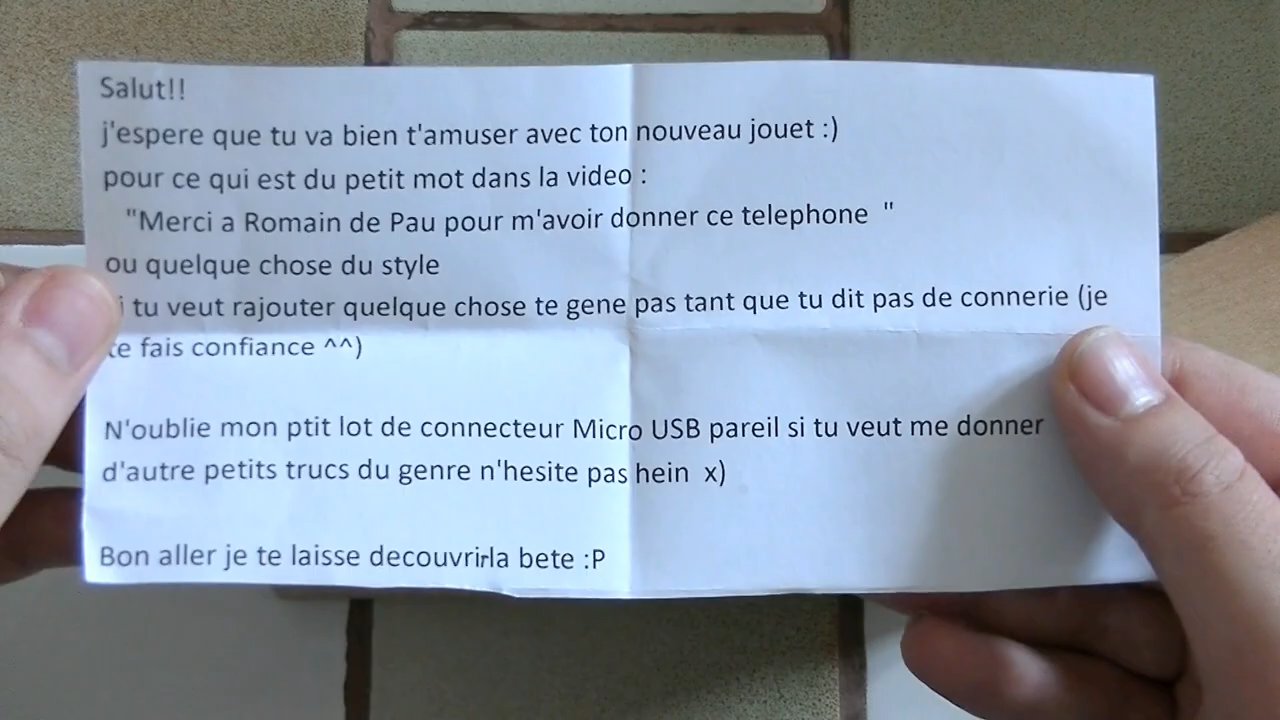 Salut!!
j'espere que tu va bien t'amuser avec ton nouveau jouet :)
pour ce qui est du petit mot dans la video :
"Merci a Romain de Pau pour m'avoir donner ce telephone "
ou quelque chose du style
i tu veut rajouter quelque chose te gene pas tant que tu dit pas de connerie (je
te fais confiance ^^)
N'oublie mon ptit lot de connecteur Micro USB pareil si tu veut me donner
d'autre petits trucs du genre n'hesite pas hein x)
Bon aller je te laisse decouvrirla bete :P